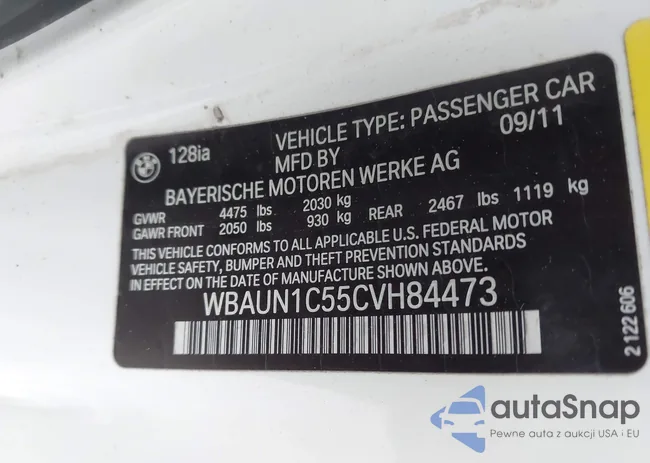 BMW
128ia
VEHICLE TYPE: PASSENGER CAR
MFD BY 09/11
BAYERISCHE MOTOREN WERKE AG
GVWR 4475 lbs 2030 kg
GAWR FRONT 2050 lbs 930 kg REAR 2467 lbs 1119 kg
THIS VEHICLE CONFORMS TO ALL APPLICABLE U.S. FEDERAL MOTOR
VEHICLE SAFETY, BUMPER, AND THEFT PREVENTION STANDARDS
IN EFFECT ON THE DATE OF MANUFACTURE SHOWN ABOVE.
WBAUN1C55CVH84473
2 122 606
autaSnap
Pewne auta z aukcji USA i EU